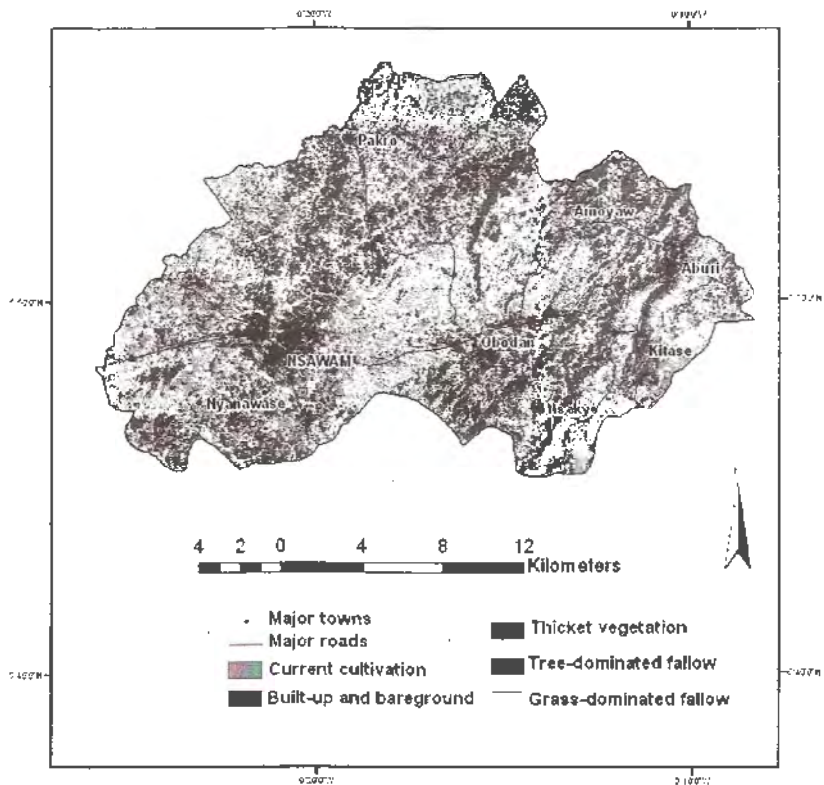 Pakro
Amoyaw
Aburi
Obodan
NSAWAM
Kitase
Nyanawase
Nsakye
4 2 0 4 8 12
Kilometers
Major towns
Major roads
Current cultivation
Built-up and bareground
Thicket vegetation
Tree-dominated fallow
Grass-dominated fallow